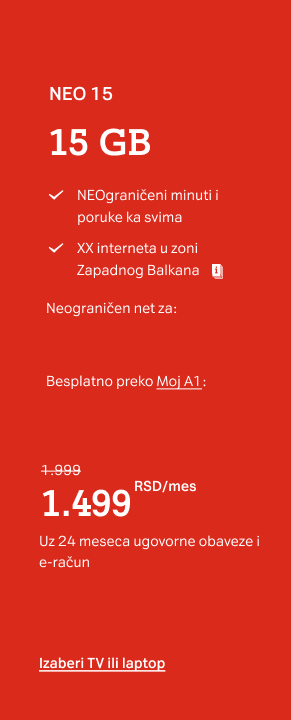 NEO 15
15 GB
NEOgraničeni minuti i
poruke ka svima
XX interneta u zoni
Zapadnog Balkana
Neograničen net za:
Besplatno preko Moj A1:
1.999
1.499 RSD/mes
Uz 24 meseca ugovorne obaveze i
e-račun
Izaberi TV ili laptop